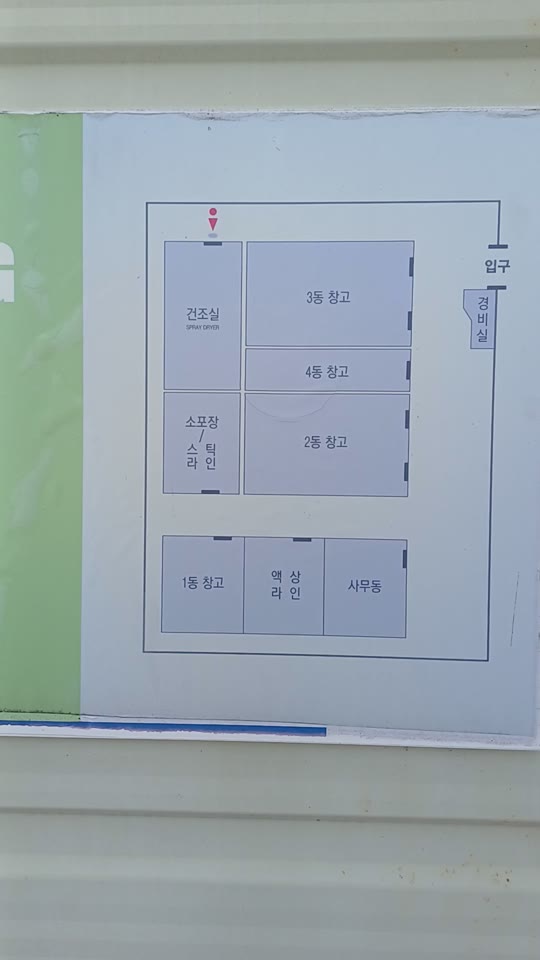 입구
경
비
실
3동 창고
건조실
SPRAY DRYER
4동 창고
소포장
/
스 틱
라 인
2동 창고
1동 창고
액 상
라 인
사무동